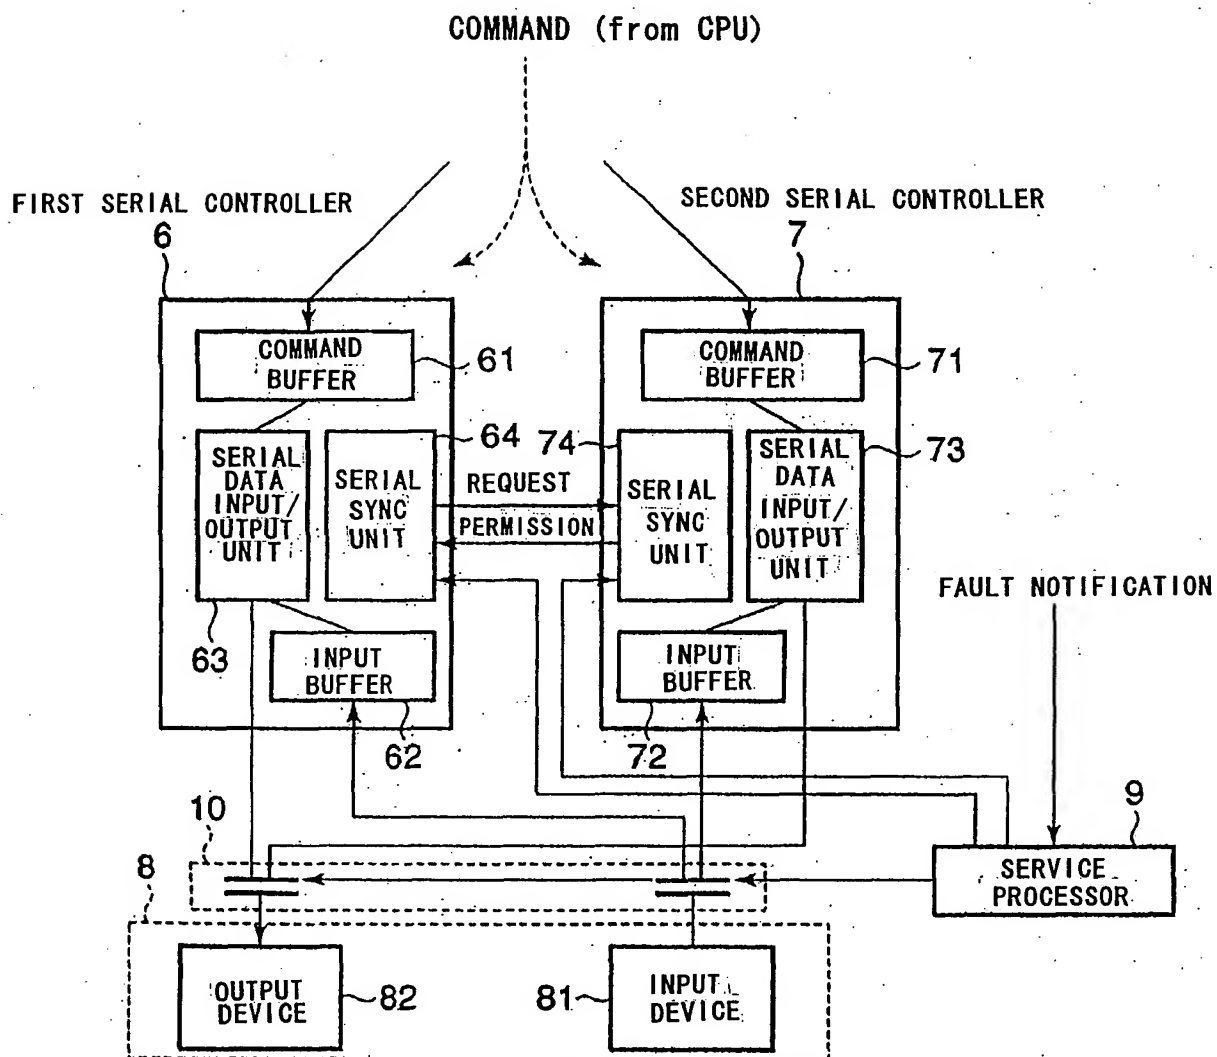 COMMAND (from CPU)
FIRST SERIAL CONTROLLER
6
SECOND SERIAL CONTROLLER
7
COMMAND
BUFFER
61
COMMAND
BUFFER
71
SERIAL
DATA
INPUT/
OUTPUT
UNIT
63
SERIAL
SYNC
UNIT
64
REQUEST
PERMISSION
74
SERIAL
SYNC
UNIT
SERIAL
DATA
INPUT/
OUTPUT
UNIT
73
INPUT
BUFFER
62
INPUT
BUFFER
72
FAULT NOTIFICATION
9
SERVICE
PROCESSOR
10
8
OUTPUT
DEVICE
82
81
INPUT
DEVICE